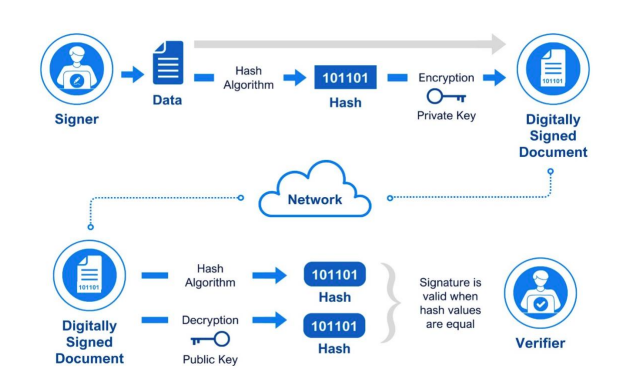 Signer
Data
Hash
Algorithm
101101
Hash
Encryption
Private Key
101101
Digitally
Signed
Document
Network
101101
Digitally
Signed
Document
Hash
Algorithm
101101
Hash
Decryption
Public Key
101101
Hash
Signature is
valid when
hash values
are equal
Verifier